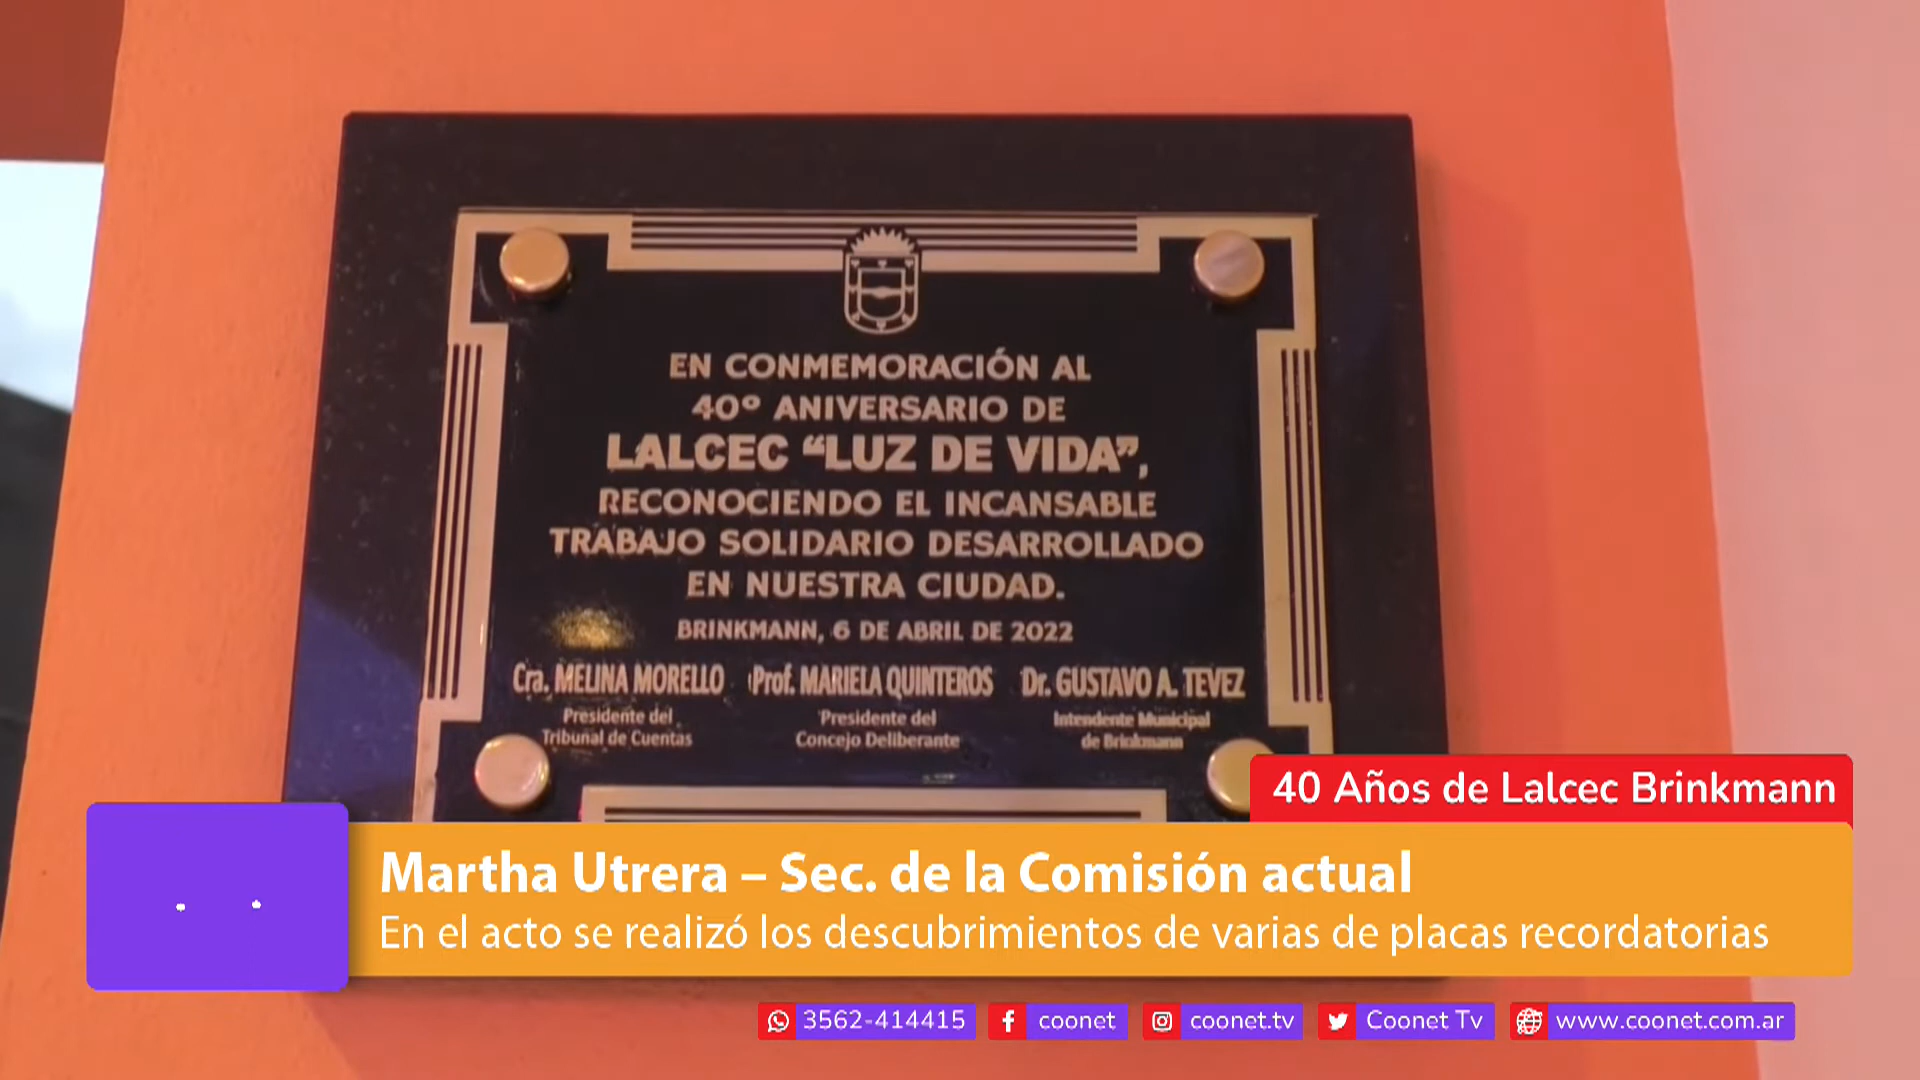 EN CONMEMORACIÓN AL
40º ANIVERSARIO DE
LALCEC “LUZ DE VIDA”,
RECONOCIENDO EL INCANSABLE
TRABAJO SOLIDARIO DESARROLLADO
EN NUESTRA CIUDAD.
BRINKMANN, 6 DE ABRIL DE 2022
Cra. MELINA MORELLO Prof. MARIELA QUINTEROS Dr. GUSTAVO A. TEVEZ
Presidente del Presidente del Intendente Municipal
Tribunal de Cuentas Concejo Deliberante de Brinkmann
40 Años de Lalcec Brinkmann
Martha Utrera – Sec. de la Comisión actual
En el acto se realizó los descubrimientos de varias de placas recordatorias
3562-414415 coonet coonet.tv Coonet Tv www.coonet.com.ar